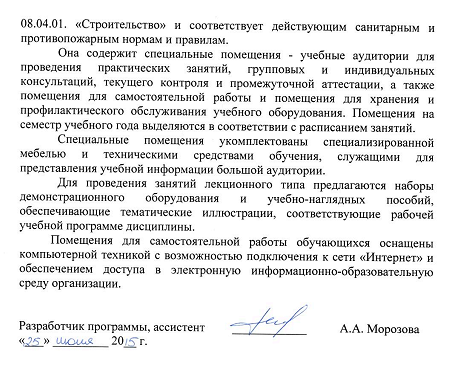 08.04.01. «Строительство» и соответствует действующим санитарным и
противопожарным нормам и правилам.
Она содержит специальные помещения - учебные аудитории для
проведения практических занятий, групповых и индивидуальных
консультаций, текущего контроля и промежуточной аттестации, а также
помещения для самостоятельной работы и помещения для хранения и
профилактического обслуживания учебного оборудования. Помещения на
семестр учебного года выделяются в соответствии с расписанием занятий.
Специальные помещения укомплектованы специализированной
мебелью и техническими средствами обучения, служащими для
представления учебной информации большой аудитории.
Для проведения занятий лекционного типа предлагаются наборы
демонстрационного оборудования и учебно-наглядных пособий,
обеспечивающие тематические иллюстрации, соответствующие рабочей
учебной программе дисциплины.
Помещения для самостоятельной работы обучающихся оснащены
компьютерной техникой с возможностью подключения к сети «Интернет» и
обеспечением доступа в электронную информационно-образовательную
среду организации.
Разработчик программы, ассистент А.А. Морозова
«25» июня 2015 г.